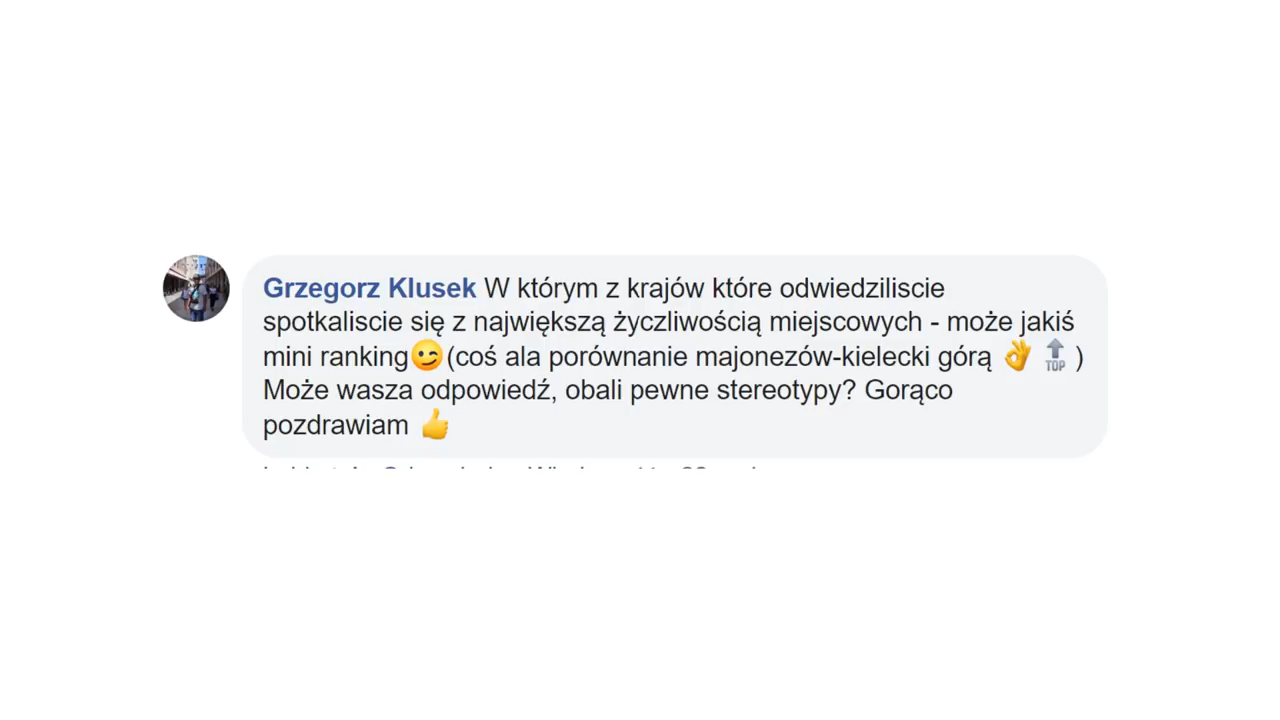 Grzegorz Klusek W którym z krajów które odwiedziliscie
spotkaliscie się z największą życzliwością miejscowych - może jakiś
mini ranking😉(coś ala porównanie majonezów-kielecki górą 👌 🔝 )
Może wasza odpowiedź, obali pewne stereotypy? Gorąco
pozdrawiam 👍